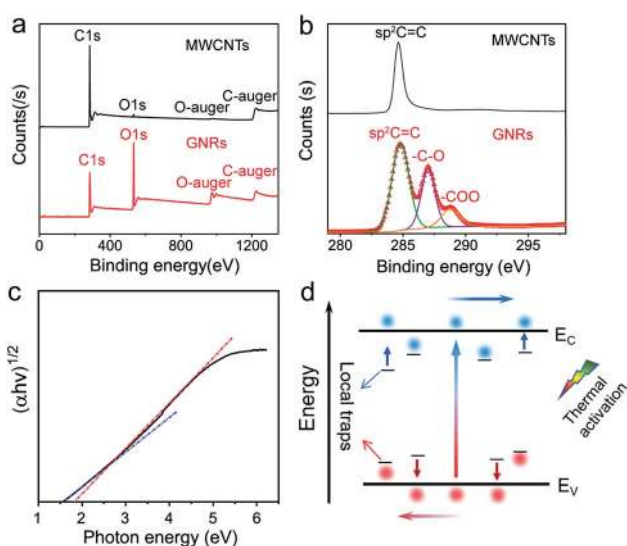 a
C1s
MWCNTs
O1s
O-auger
C-auger
GNRs
C1s
O1s
O-auger
C-auger
Counts(/s)
0 400 800 1200
Binding energy(eV)
b
sp²C=C
MWCNTs
GNRs
sp²C=C
-C-O
-COO
Counts (s)
280 285 290 295
Binding energy (eV)
c
(αhν)^1/2
1 2 3 4 5 6
Photon energy (eV)
d
Energy
Local traps
E_C
Thermal activation
E_V